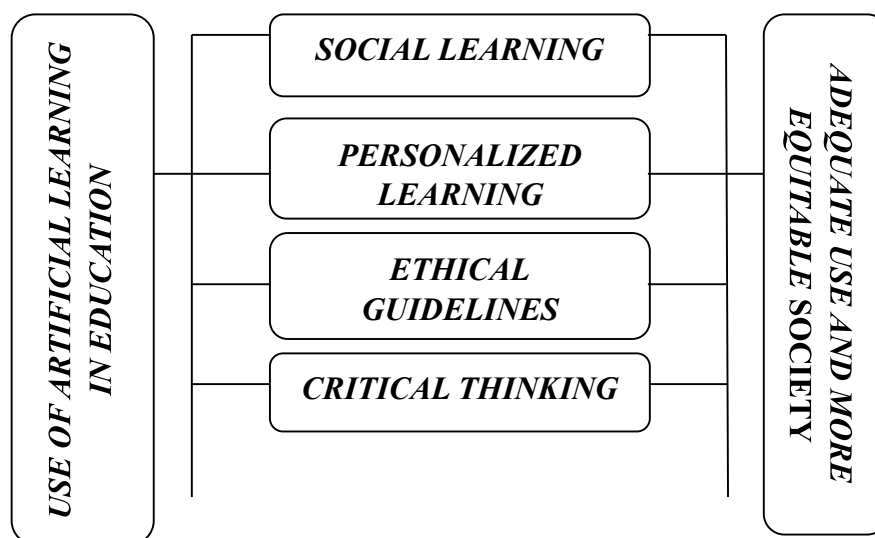 USE OF ARTIFICIAL LEARNING
IN EDUCATION
SOCIAL LEARNING
PERSONALIZED
LEARNING
ETHICAL
GUIDELINES
CRITICAL THINKING
ADEQUATE USE AND MORE
EQUITABLE SOCIETY